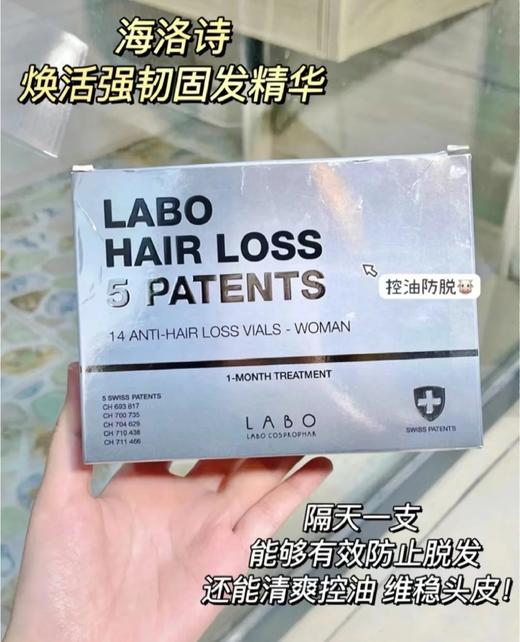 海洛诗
焕活强韧固发精华
LABO
HAIR LOSS
5 PATENTS
控油防脱
14 ANTI-HAIR LOSS VIALS - WOMAN
1-MONTH TREATMENT
5 SWISS PATENTS
CH 693 817
CH 700 735
CH 704 629
CH 710 438
CH 711 466
LABO
LABO COSPROPHAR
SWISS PATENTS
隔天一支
能够有效防止脱发
还能清爽控油 维稳头皮！